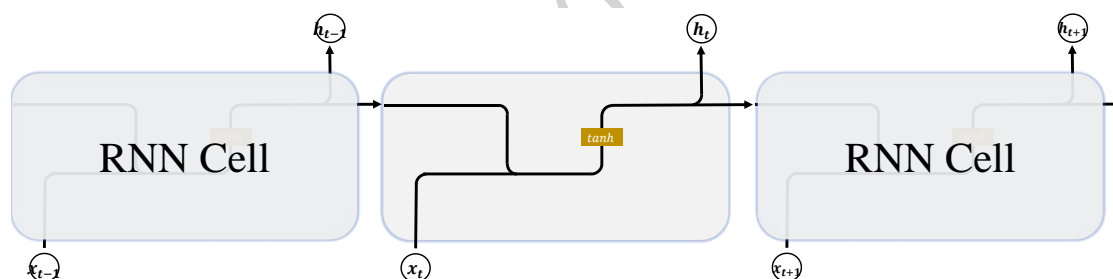 h_{t-1} h_t h_{t+1}
RNN Cell tanh RNN Cell
x_{t-1} x_t x_{t+1}